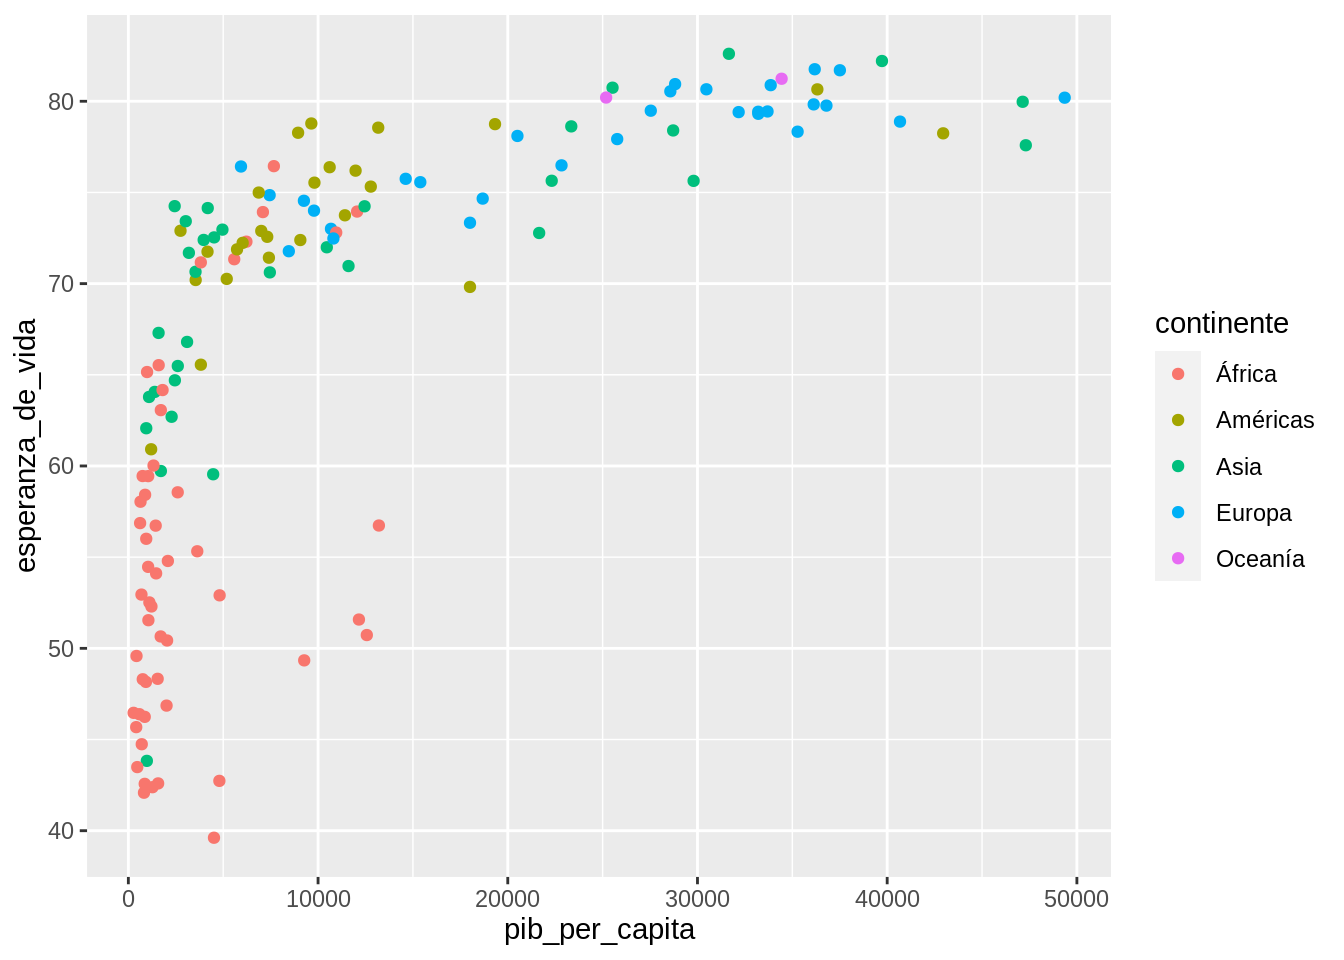 80
70
60
50
40
esperanza_de_vida
0 10000 20000 30000 40000 50000
pib_per_capita
continente
África
Américas
Asia
Europa
Oceanía